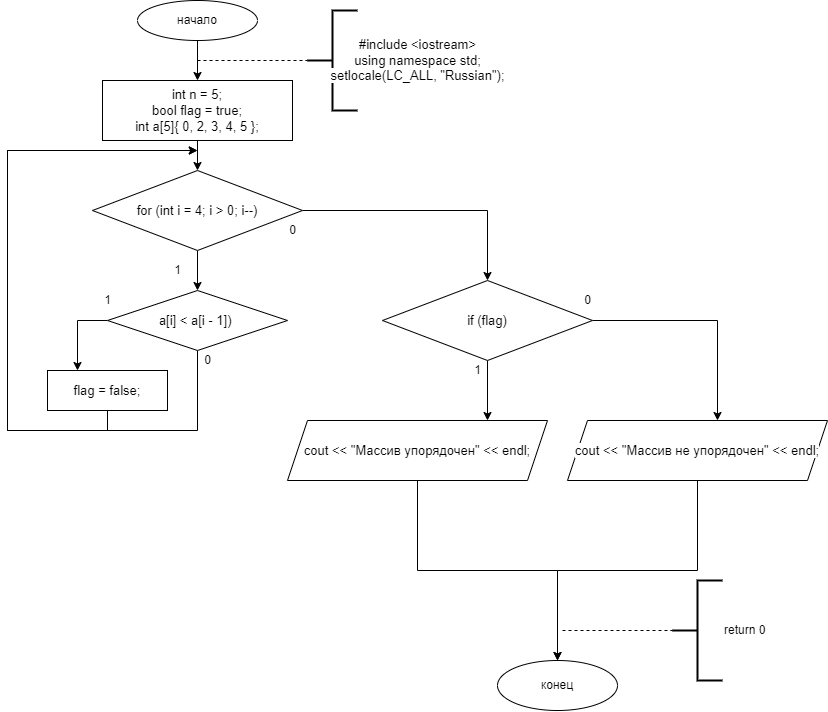 начало
#include <iostream>
using namespace std;
setlocale(LC_ALL, "Russian");
int n = 5;
bool flag = true;
int a[5]{ 0, 2, 3, 4, 5 };
for (int i = 4; i > 0; i--)
0
1
1
a[i] < a[i - 1])
0
flag = false;
if (flag)
0
1
cout << "Массив упорядочен" << endl;
cout << "Массив не упорядочен" << endl;
return 0
конец